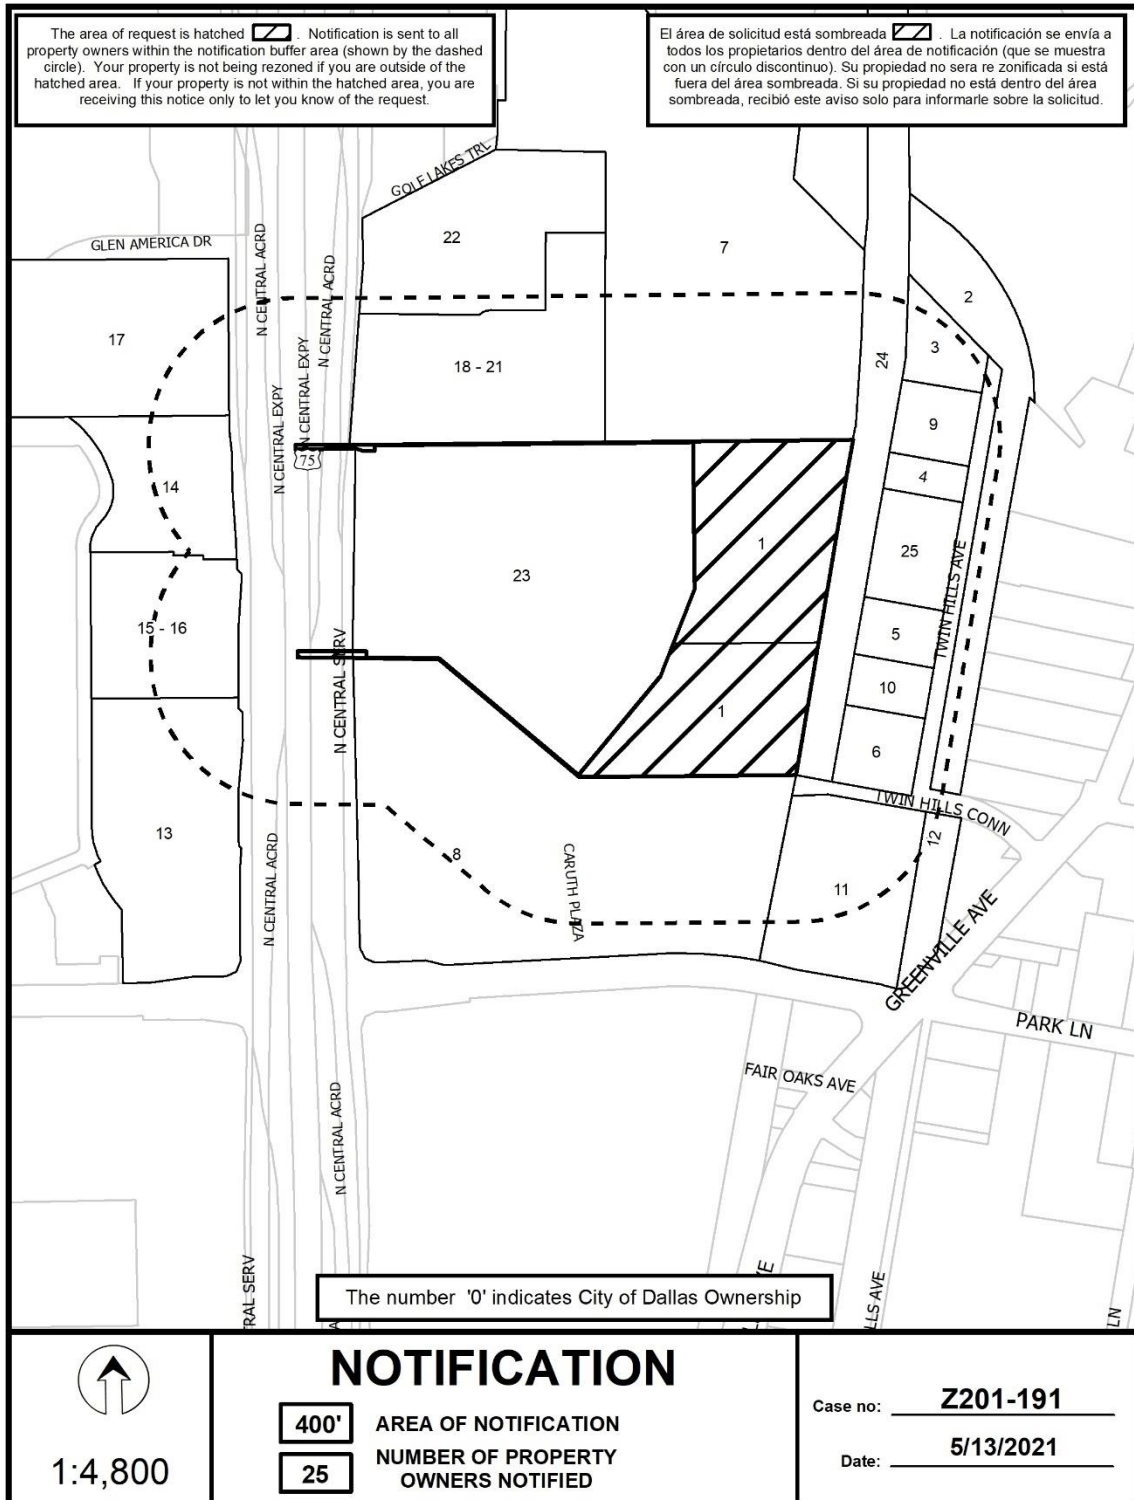 The area of request is hatched . Notification is sent to all
property owners within the notification buffer area (shown by the dashed
circle). Your property is not being rezoned if you are outside of the
hatched area. If your property is not within the hatched area, you are
receiving this notice only to let you know of the request.
El área de solicitud está sombreada . La notificación se envía a
todos los propietarios dentro del área de notificación (que se muestra
con un círculo discontinuo). Su propiedad no sera re zonificada si está
fuera del área sombreada. Si su propiedad no está dentro del área
sombreada, recibió este aviso solo para informarle sobre la solicitud.
GOLF LAKES TRL
GLEN AMERICA DR
22
7
N CENTRAL ACRD
N CENTRAL ACRD
2
17
3
18 - 21
24
N CENTRAL EXPY
N CENTRAL EXPY
9
75
4
14
1
25
23
TWIN HILLS AVE
15 - 16
5
N CENTRAL SERV
10
1
6
TWIN HILLS CONN
13
8
12
N CENTRAL ACRD
CARUTH PLAZA
11
GREENVILLE AVE
PARK LN
FAIR OAKS AVE
N CENTRAL ACRD
RAL SERV
LLS AVE
LN
The number '0' indicates City of Dallas Ownership
1:4,800
NOTIFICATION
400' AREA OF NOTIFICATION
25 NUMBER OF PROPERTY
OWNERS NOTIFIED
Case no: Z201-191
Date: 5/13/2021